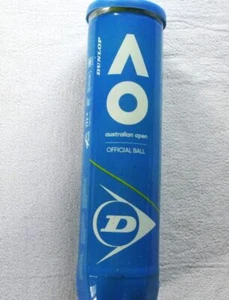 DUNLOP
AO
australian open
OFFICIAL BALL
D